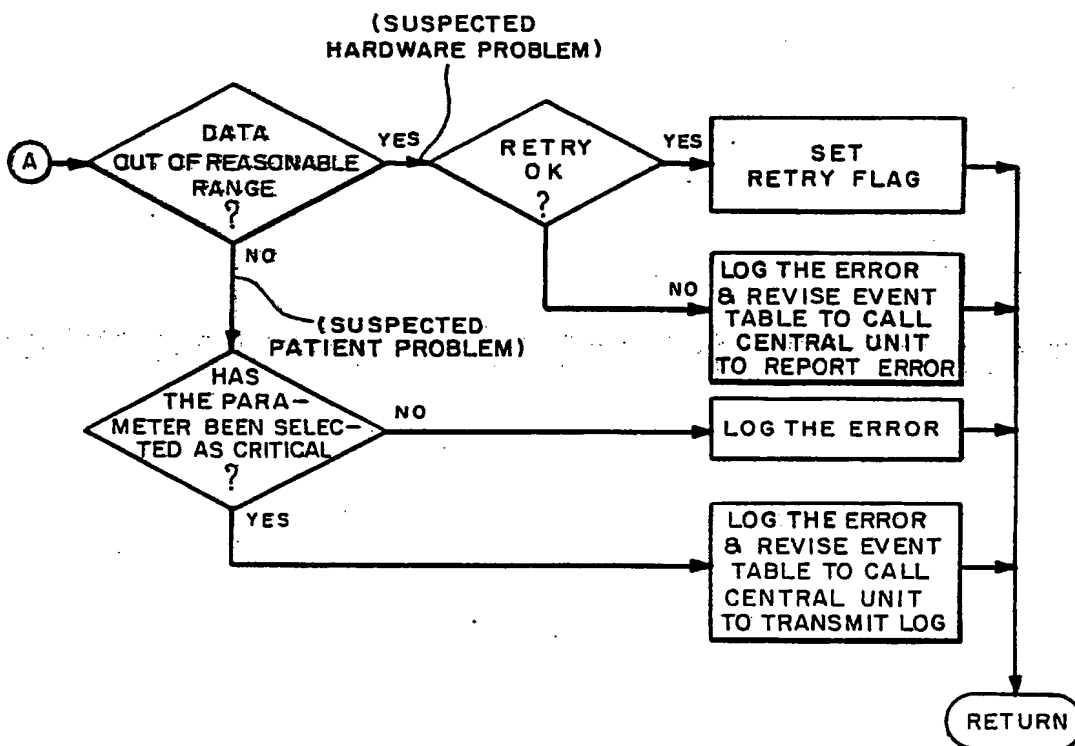 (SUSPECTED
HARDWARE PROBLEM)
A
DATA
OUT OF REASONABLE
RANGE
?
YES
RETRY
OK
?
YES
SET
RETRY FLAG
NO
NO
LOG THE ERROR
& REVISE EVENT
TABLE TO CALL
CENTRAL UNIT
TO REPORT ERROR
(SUSPECTED
PATIENT PROBLEM)
HAS
THE PARA-
METER BEEN SELEC-
TED AS CRITICAL
?
NO
LOG THE ERROR
YES
LOG THE ERROR
& REVISE EVENT
TABLE TO CALL
CENTRAL UNIT
TO TRANSMIT LOG
RETURN